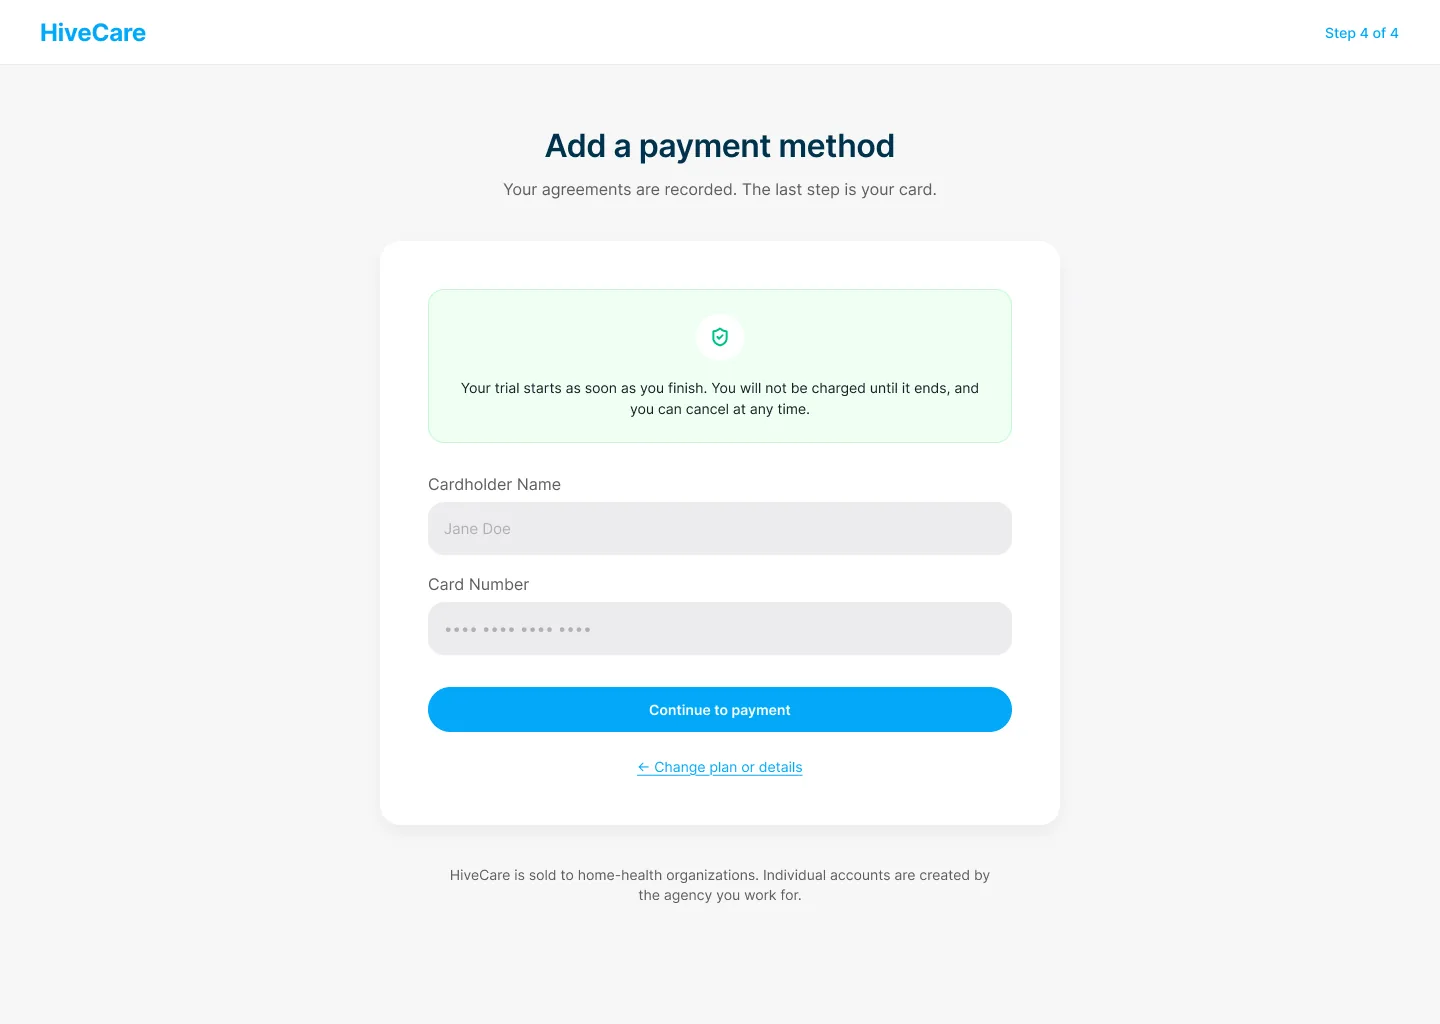 HiveCare
Step 4 of 4
Add a payment method
Your agreements are recorded. The last step is your card.
Your trial starts as soon as you finish. You will not be charged until it ends, and
you can cancel at any time.
Cardholder Name
Jane Doe
Card Number
•••• •••• •••• ••••
Continue to payment
← Change plan or details
HiveCare is sold to home-health organizations. Individual accounts are created by
the agency you work for.